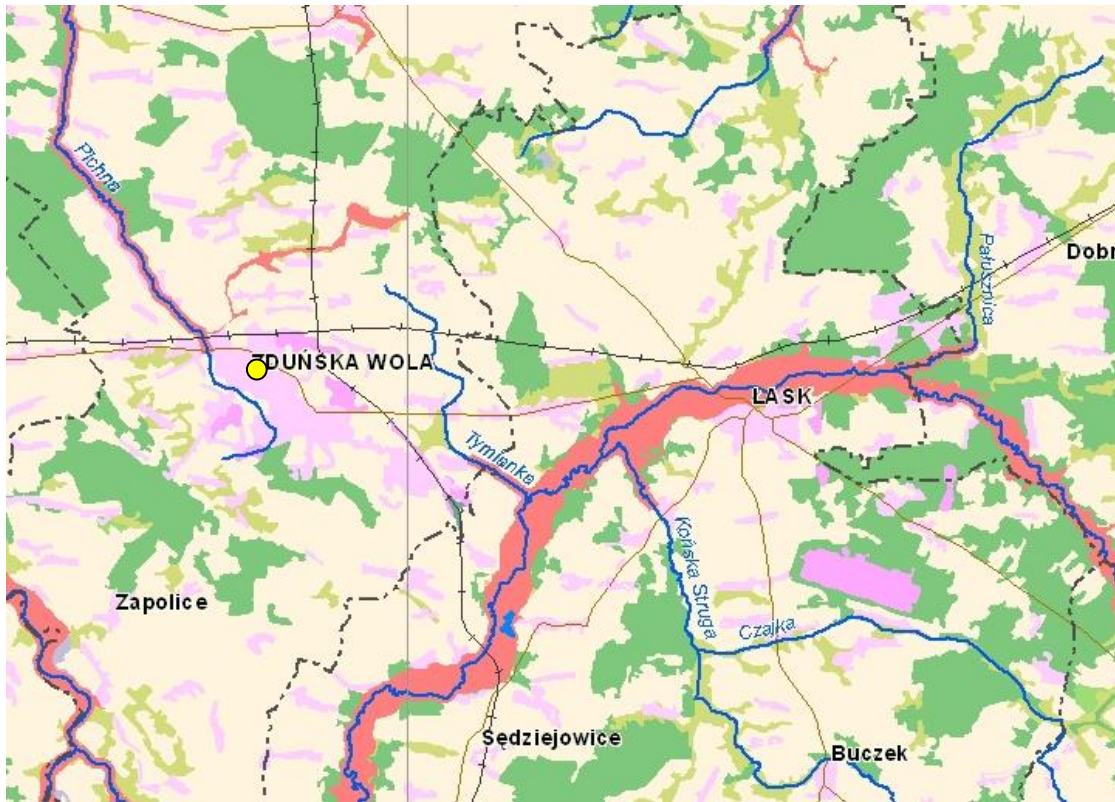 Pichna
Pałusznica
Dobr
ZDUŃSKA WOLA
ŁASK
Tymianka
Końska Struga
Zapolice
Czajka
Sędziejowice
Buczek